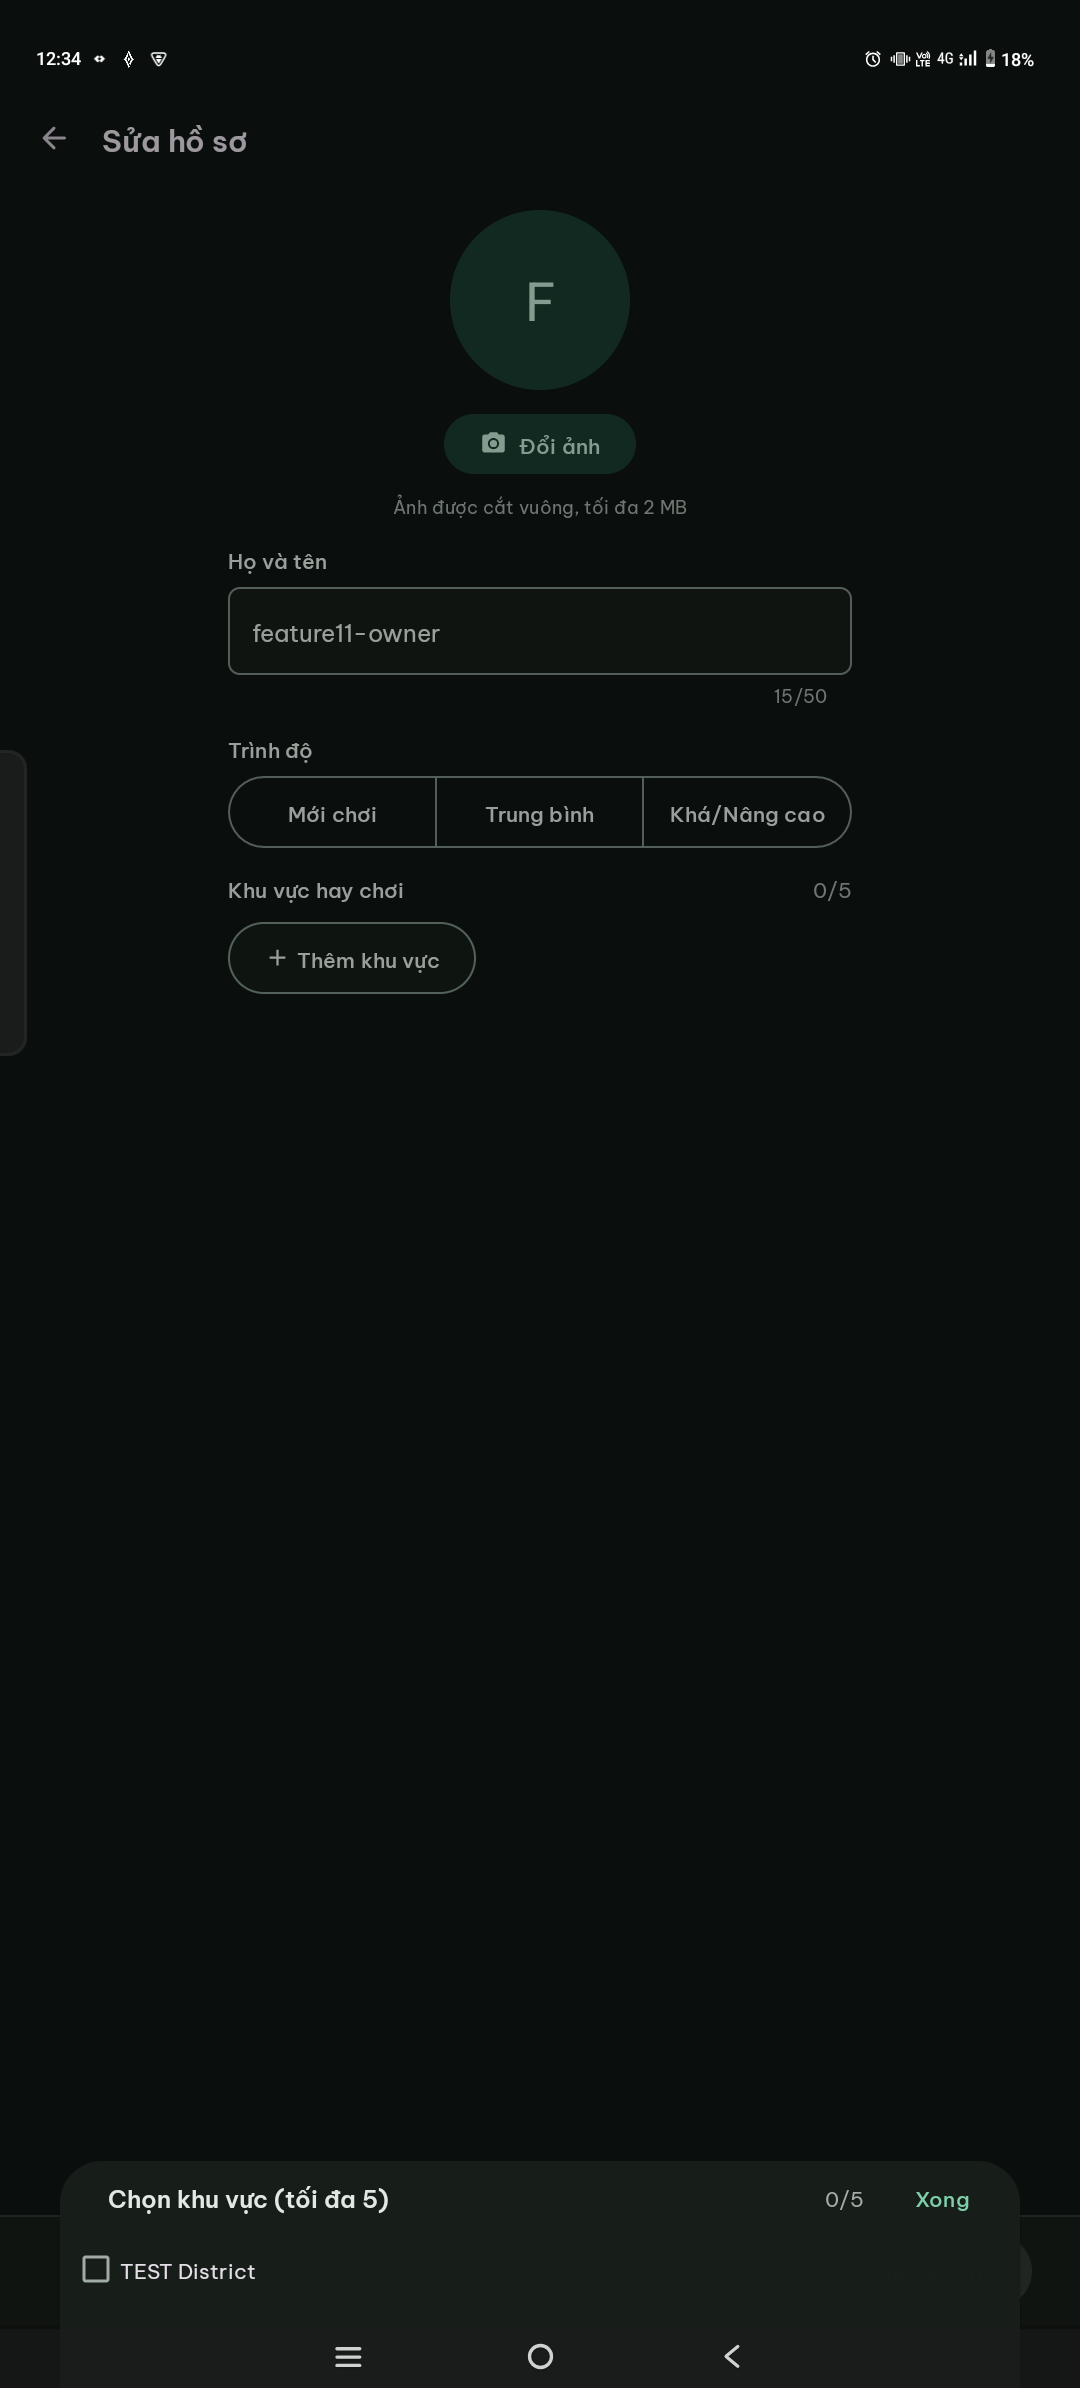 12:34
VoLTE 4G 18%
Sửa hồ sơ
F
Đổi ảnh
Ảnh được cắt vuông, tối đa 2 MB
Họ và tên
feature11-owner
15/50
Trình độ
Mới chơi Trung bình Khá/Nâng cao
Khu vực hay chơi 0/5
+ Thêm khu vực
Chọn khu vực (tối đa 5) 0/5 Xong
TEST District